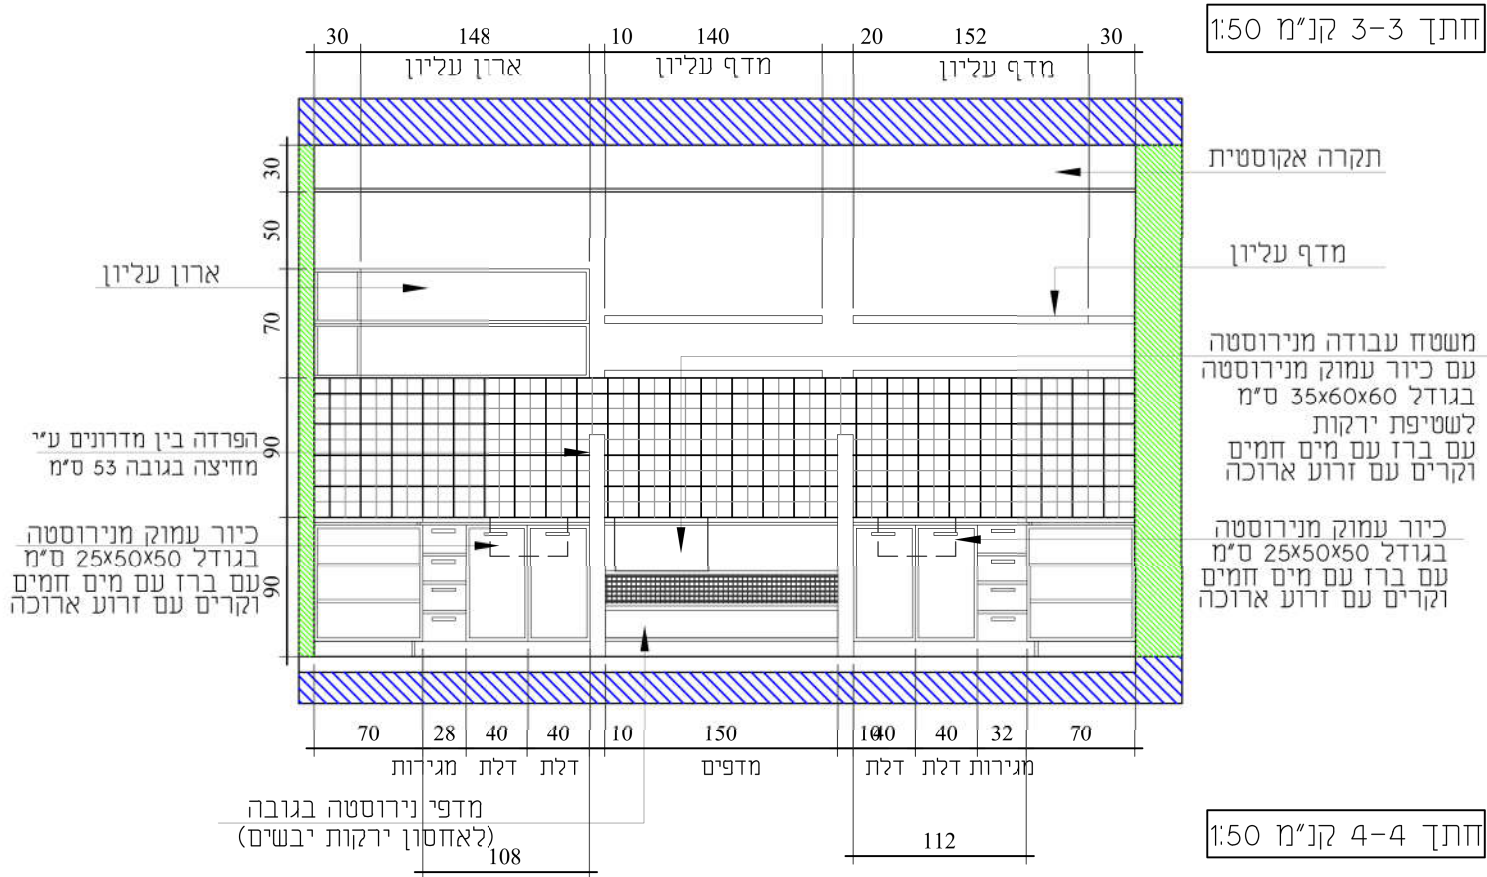 חתך 3-3 קנ"מ 1:50
30 148 10 140 20 152 30
ארון עליון מדף עליון מדף עליון
תקרה אקוסטית
30
50
70
90
90
מדף עליון
ארון עליון
משטח עבודה מנירוסטה
עם כיור עמוק מנירוסטה
בגודל 35x60x60 ס"מ
לשטיפת ירקות
עם ברז עם מים חמים
וקרים עם זרוע ארוכה
הפרדה בין מדרונים ע"י
מחיצה בגובה 53 ס"מ
כיור עמוק מנירוסטה
בגודל 25x50x50 ס"מ
עם ברז עם מים חמים
וקרים עם זרוע ארוכה
כיור עמוק מנירוסטה
בגודל 25x50x50 ס"מ
עם ברז עם מים חמים
וקרים עם זרוע ארוכה
70 28 40 40 10 150 10 40 40 32 70
מגירות דלת דלת מדפים דלת דלת מגירות
מדפי נירוסטה בגובה
(לאחסון ירקות יבשים)
108
112
חתך 4-4 קנ"מ 1:50